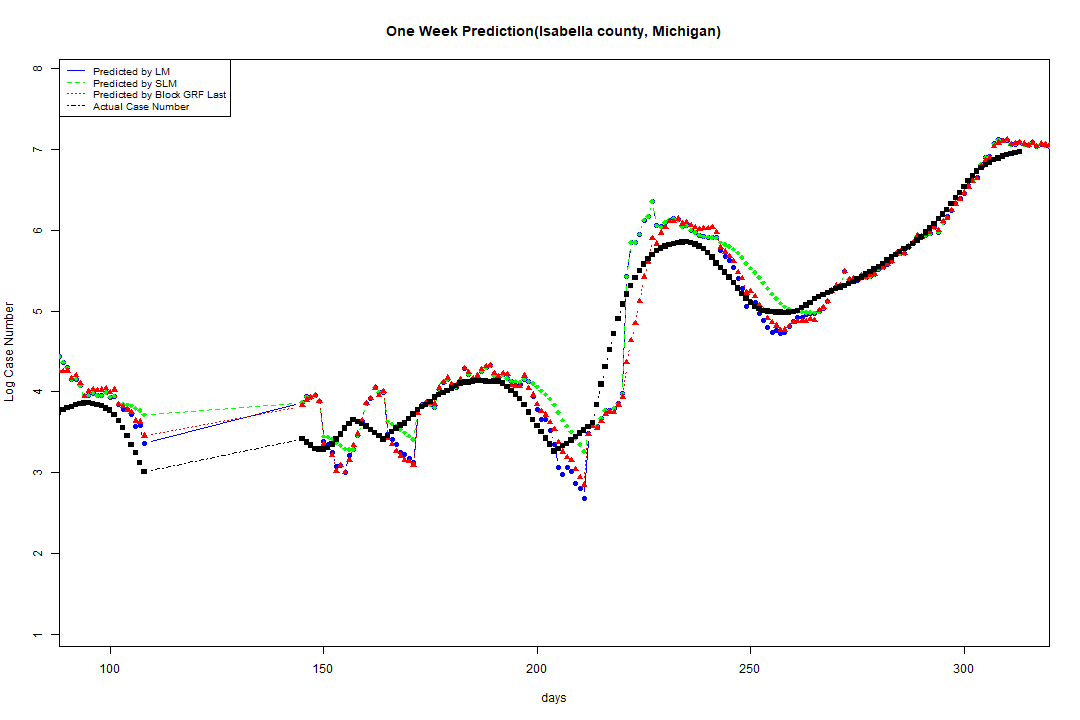 One Week Prediction(Isabella county, Michigan)
Predicted by LM
Predicted by SLM
Predicted by Block GRF Last
Actual Case Number
8
7
6
5
4
3
2
1
Log Case Number
100 150 200 250 300
days